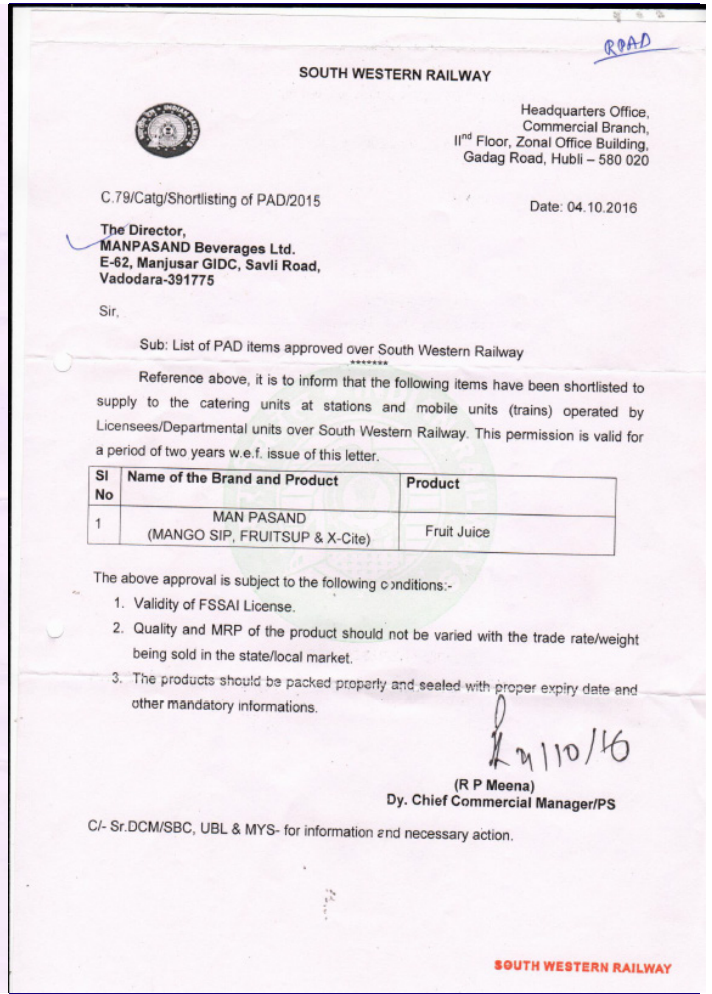 RPAD
SOUTH WESTERN RAILWAY
Headquarters Office,
Commercial Branch,
IInd Floor, Zonal Office Building,
Gadag Road, Hubli – 580 020
C.79/Catg/Shortlisting of PAD/2015
Date: 04.10.2016
The Director,
MANPASAND Beverages Ltd.
E-62, Manjusar GIDC, Savli Road,
Vadodara-391775
Sir,
Sub: List of PAD items approved over South Western Railway
*******
Reference above, it is to inform that the following items have been shortlisted to
supply to the catering units at stations and mobile units (trains) operated by
Licensees/Departmental units over South Western Railway. This permission is valid for
a period of two years w.e.f. issue of this letter.
Sl No Name of the Brand and Product Product
1 MAN PASAND
(MANGO SIP, FRUITSUP & X-Cite) Fruit Juice
The above approval is subject to the following conditions:-
1. Validity of FSSAI License.
2. Quality and MRP of the product should not be varied with the trade rate/weight
being sold in the state/local market.
3. The products should be packed properly and sealed with proper expiry date and
other mandatory informations.
(R P Meena)
Dy. Chief Commercial Manager/PS
C/- Sr.DCM/SBC, UBL & MYS- for information and necessary action.
SOUTH WESTERN RAILWAY